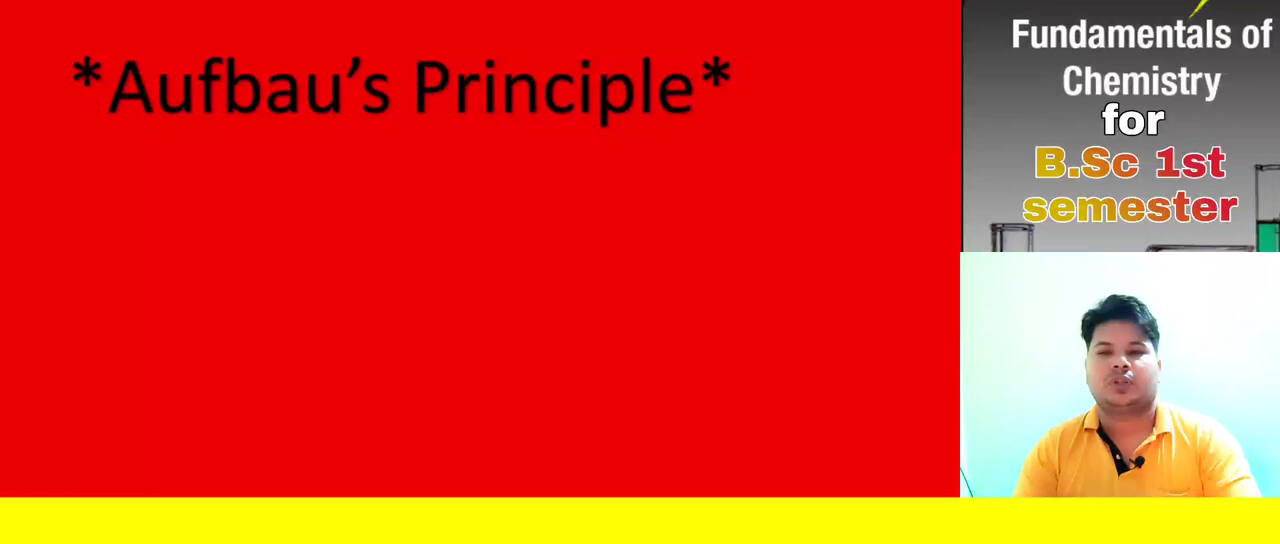 *Aufbau’s Principle*
Fundamentals of
Chemistry
for
B.Sc 1st
semester